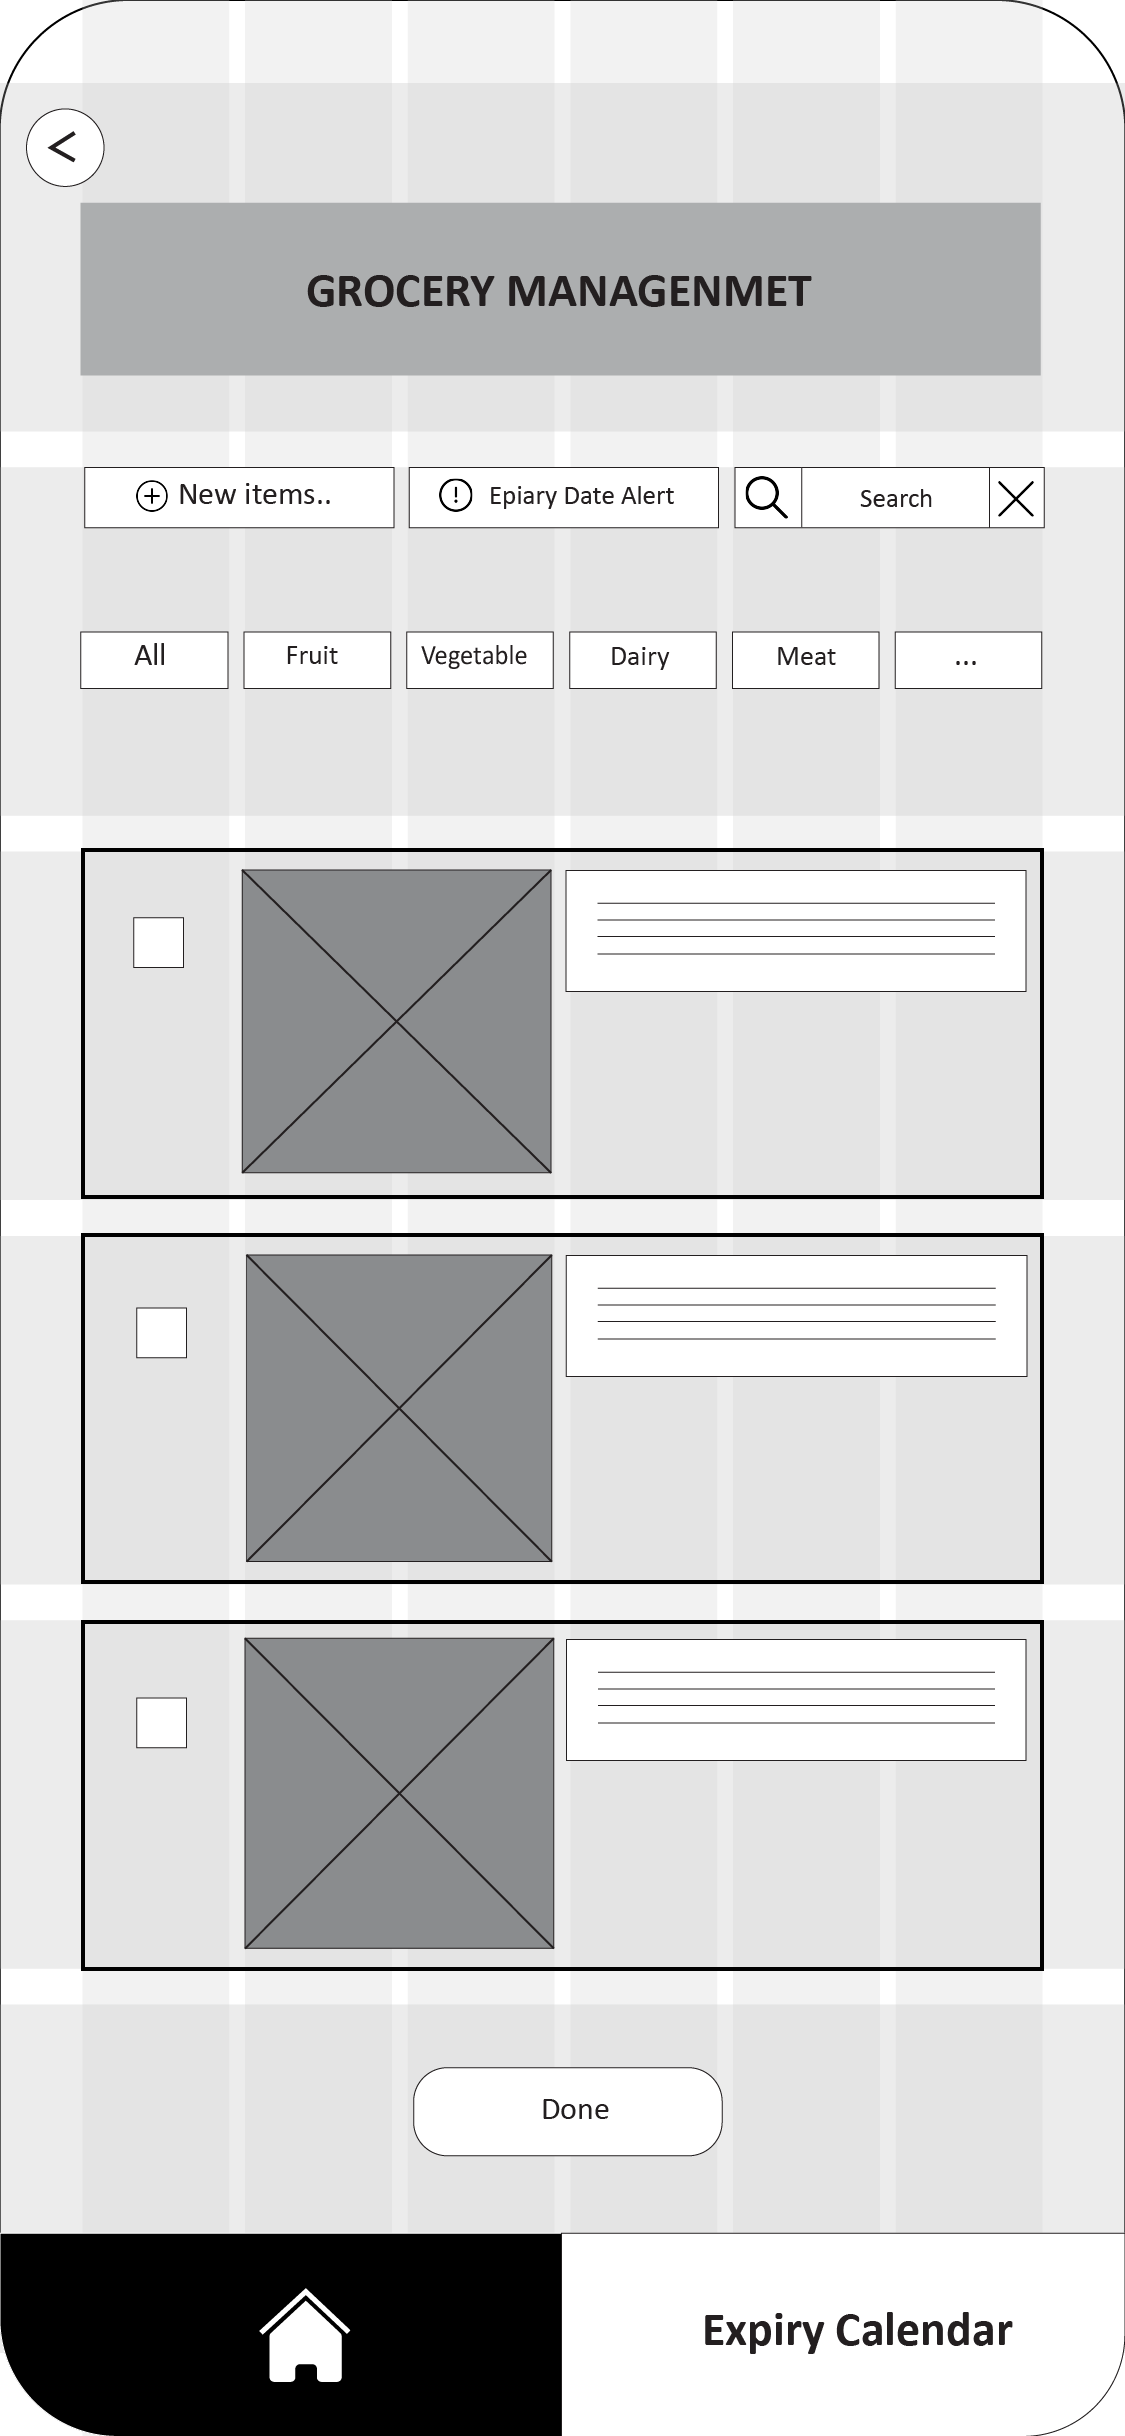 GROCERY MANAGENMET
New items..
Epiary Date Alert
Search
All
Fruit
Vegetable
Dairy
Meat
...
Done
Expiry Calendar